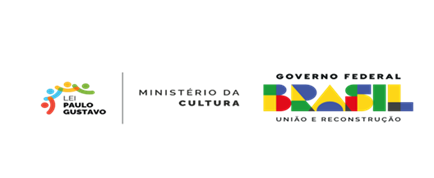 LEI
PAULO
GUSTAVO
MINISTÉRIO DA
CULTURA
GOVERNO FEDERAL
BRASIL
UNIÃO E RECONSTRUÇÃO